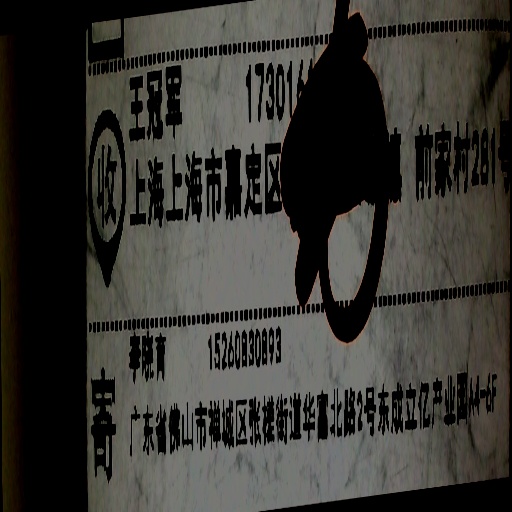 王冠军 17301
收
上海上海市嘉定区 前家村281号
李晓育 15260830893
寄
广东省佛山市禅城区张槎街道华富北路2号东成立亿产业园A4-6F